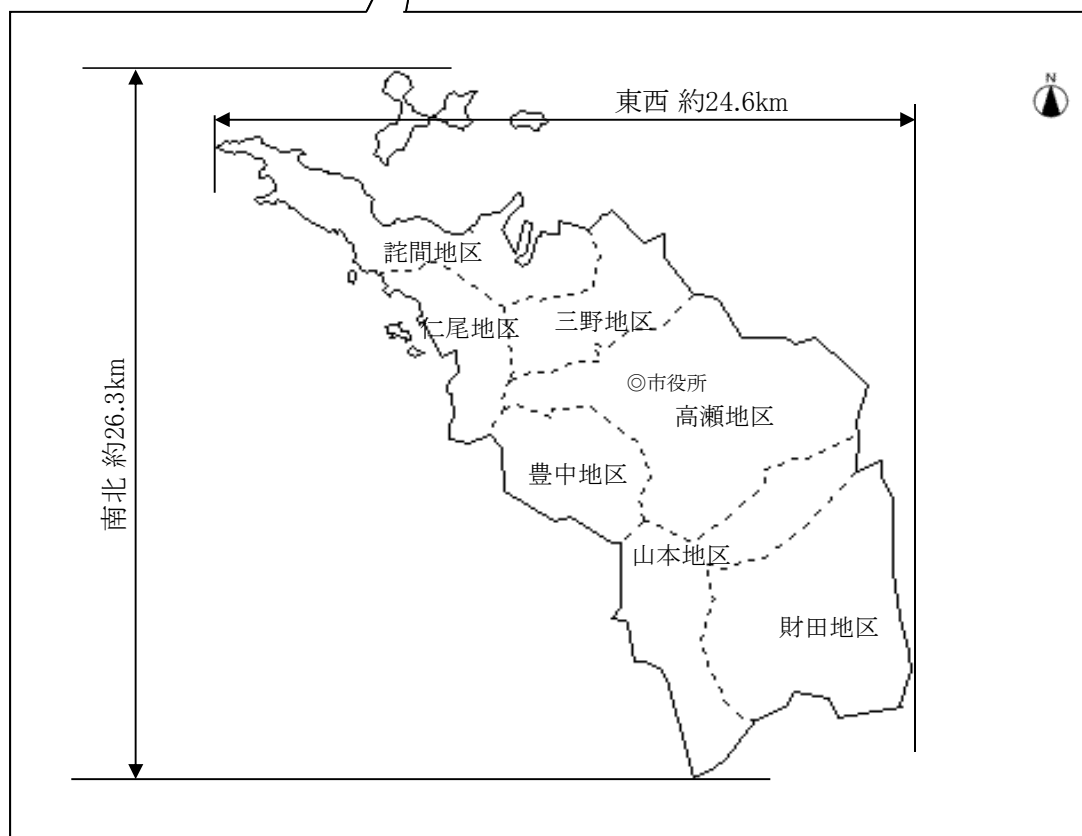 N
東西 約24.6km
詫間地区
仁尾地区
三野地区
◎市役所
高瀬地区
豊中地区
南北 約26.3km
山本地区
財田地区